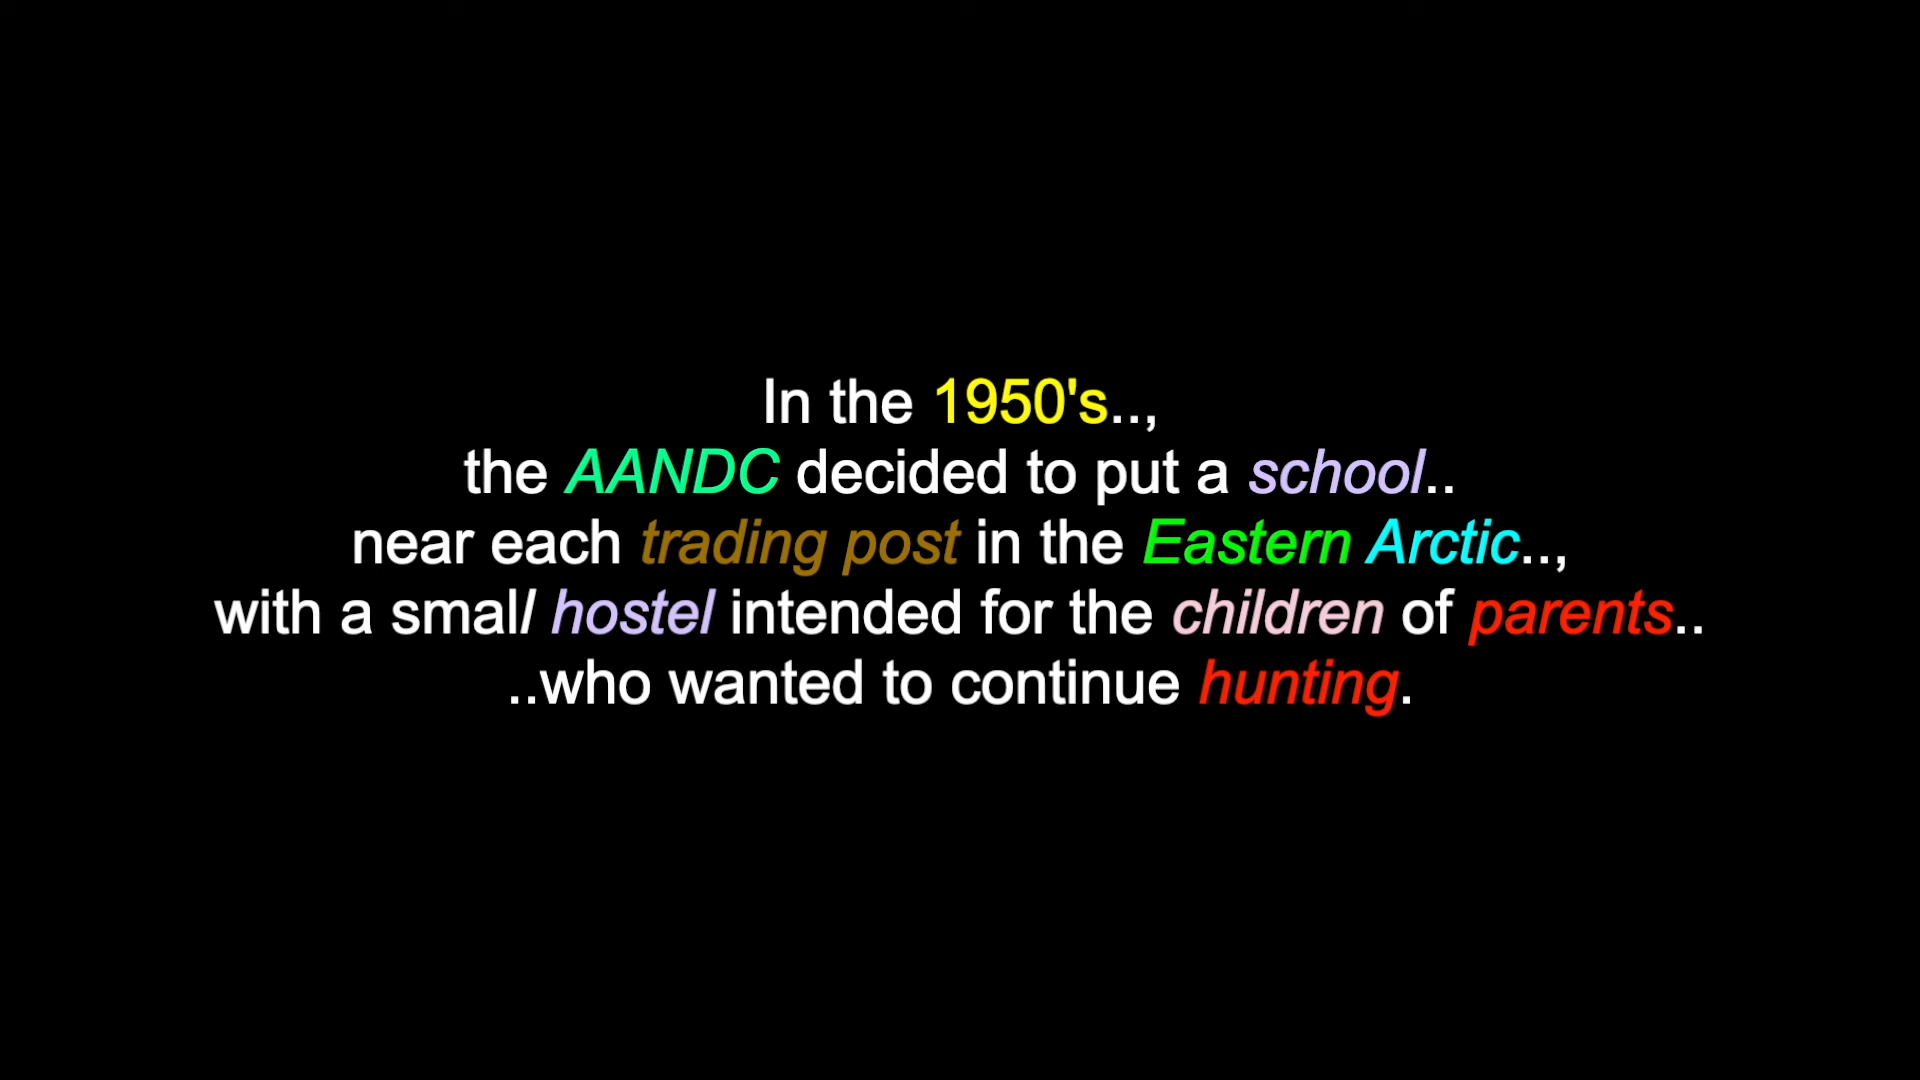 In the 1950's..,
the AANDC decided to put a school..
near each trading post in the Eastern Arctic..,
with a small hostel intended for the children of parents..
..who wanted to continue hunting.